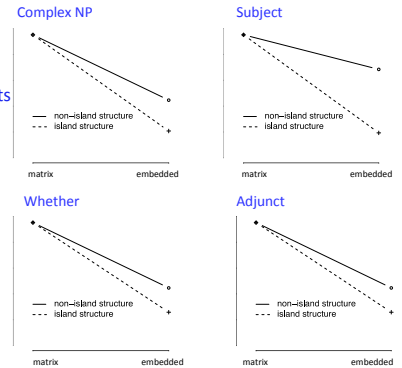 Complex NP
Subject
ts
non−island structure
island structure
non−island structure
island structure
matrix
embedded
matrix
embedded
Whether
Adjunct
non−island structure
island structure
non−island structure
island structure
matrix
embedded
matrix
embedded